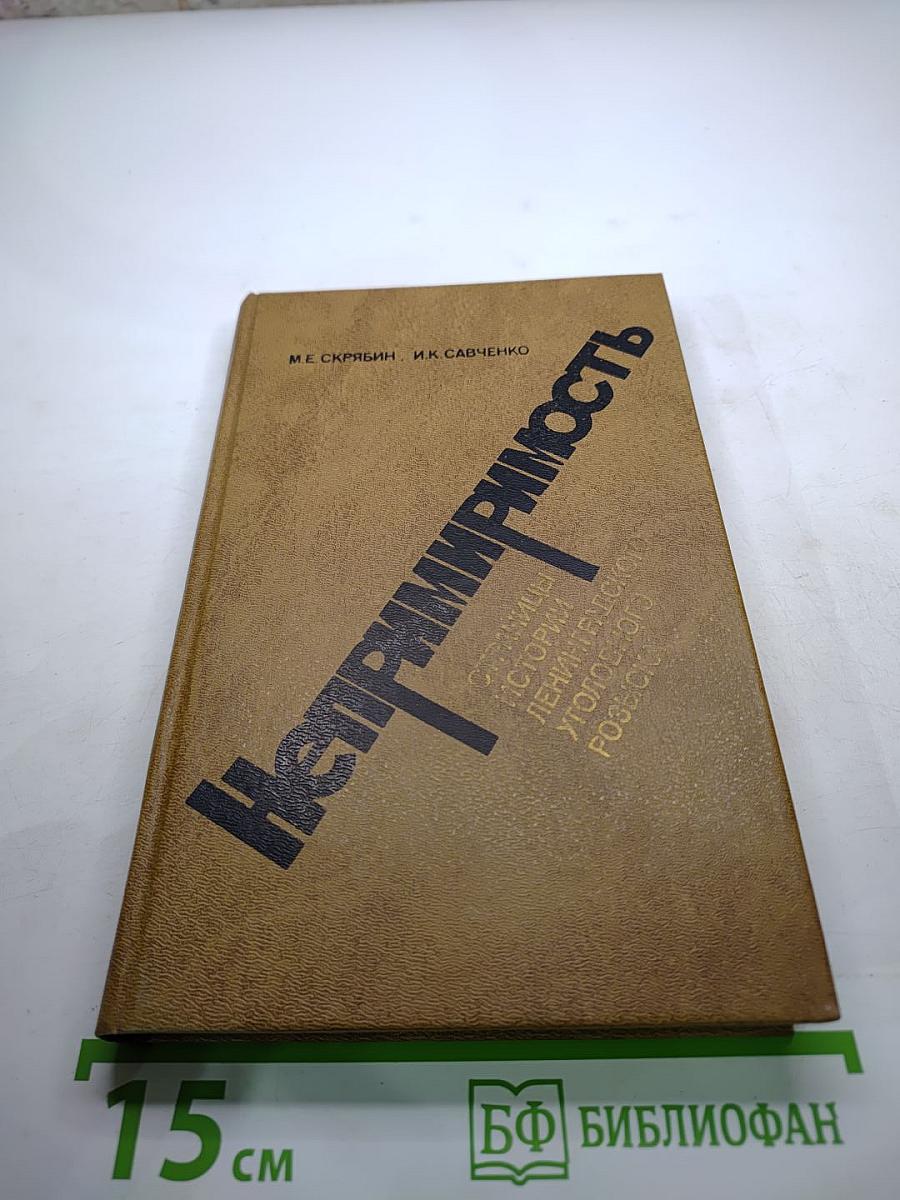 М.Е. СКРЯБИН, И.К. САВЧЕНКО
Непримиримость
СТРАНИЦЫ
ИСТОРИИ
ЛЕНИНГРАДСКОГО
УГОЛОВНОГО
РОЗЫСКА
15 см
БФ БИБЛИОФАН